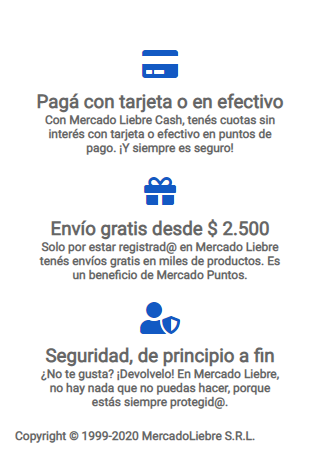 Pagá con tarjeta o en efectivo
Con Mercado Liebre Cash, tenés cuotas sin
interés con tarjeta o efectivo en puntos de
pago. ¡Y siempre es seguro!
Envío gratis desde $ 2.500
Solo por estar registrad@ en Mercado Liebre
tenés envíos gratis en miles de productos. Es
un beneficio de Mercado Puntos.
Seguridad, de principio a fin
¿No te gusta? ¡Devolvelo! En Mercado Liebre,
no hay nada que no puedas hacer, porque
estás siempre protegid@.
Copyright © 1999-2020 MercadoLiebre S.R.L.